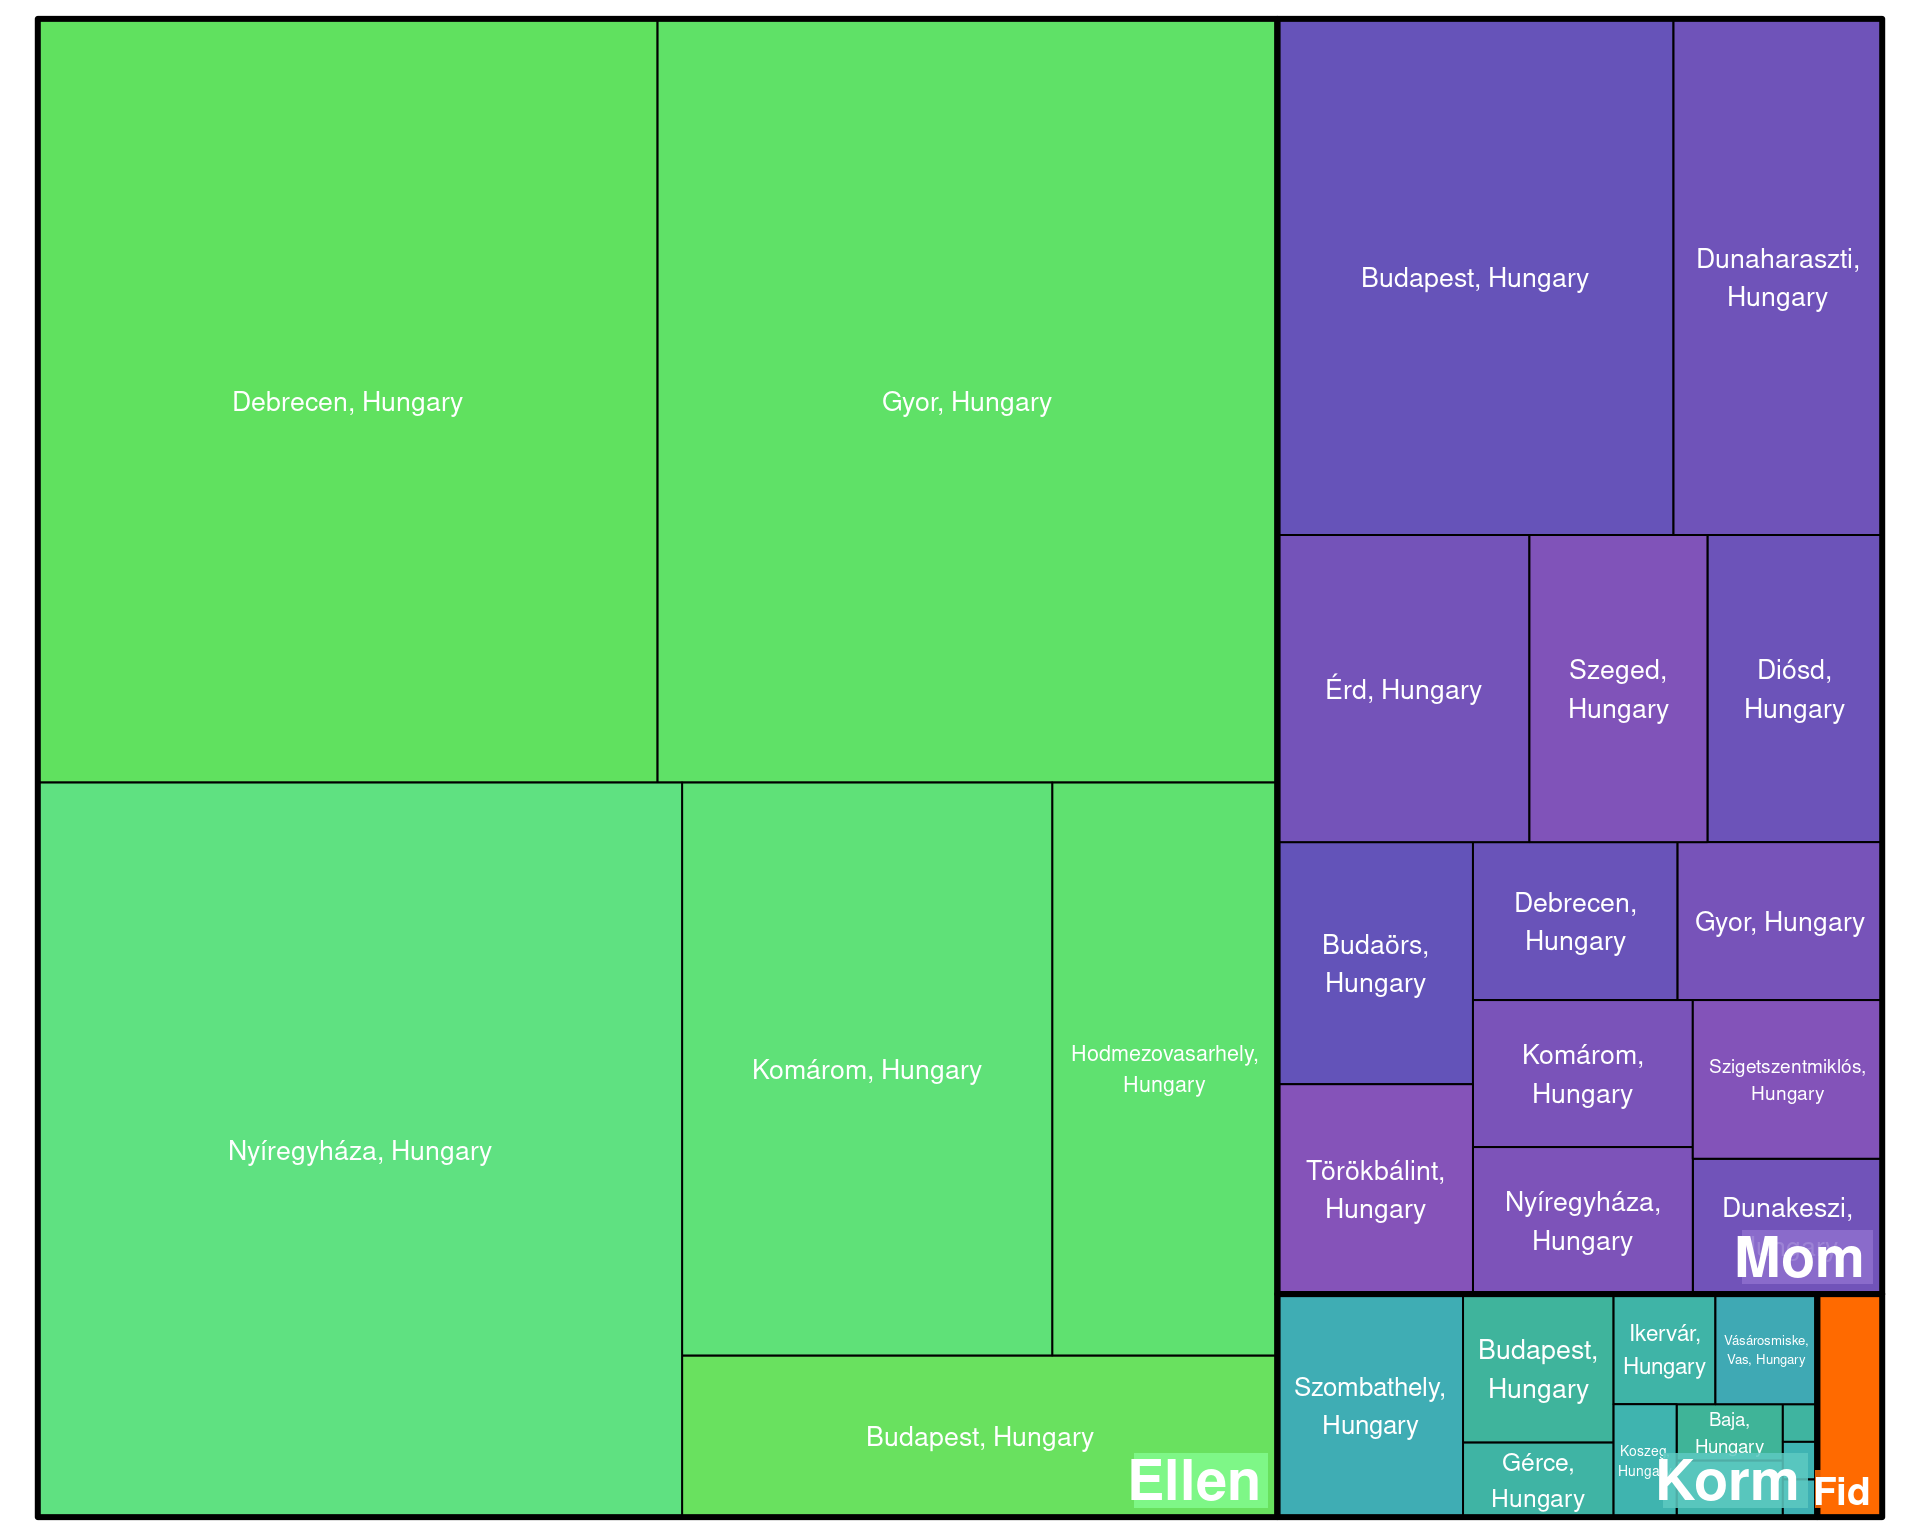 Debrecen, Hungary
Gyor, Hungary
Nyíregyháza, Hungary
Komárom, Hungary
Hodmezovasarhely,
Hungary
Budapest, Hungary
Ellen
Budapest, Hungary
Dunaharaszti,
Hungary
Érd, Hungary
Szeged,
Hungary
Diósd,
Hungary
Budaörs,
Hungary
Debrecen,
Hungary
Gyor, Hungary
Komárom,
Hungary
Szigetszentmiklós,
Hungary
Törökbálint,
Hungary
Nyíregyháza,
Hungary
Dunakeszi,
Mom
Szombathely,
Hungary
Budapest,
Hungary
Ikervár,
Hungary
Vásárosmiske,
Vas, Hungary
Gérce,
Hungary
Koszeg
Baja,
Hungary
Korm
Fid